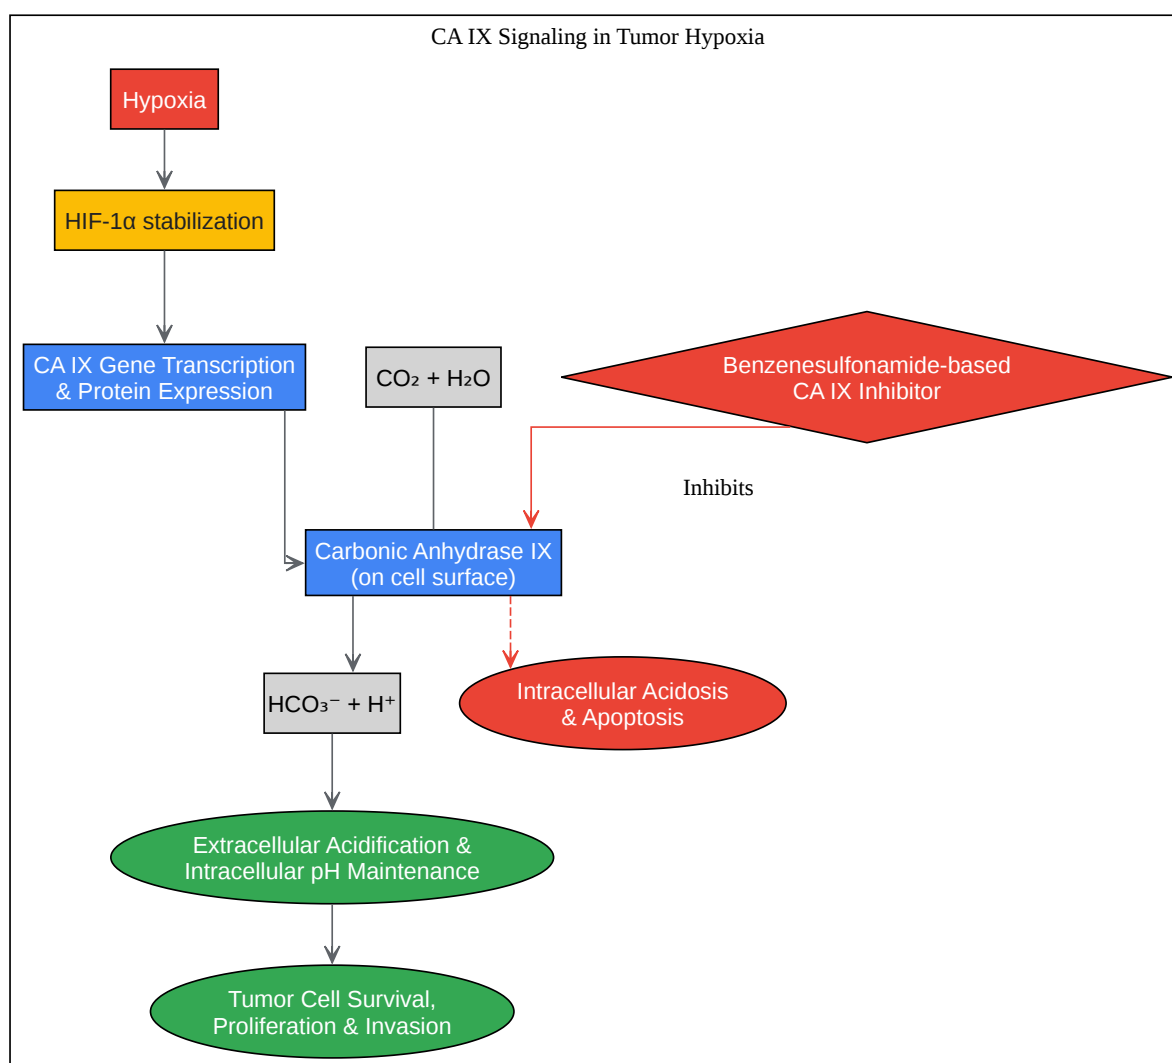 CA IX Signaling in Tumor Hypoxia
Hypoxia
HIF-1α stabilization
CA IX Gene Transcription
& Protein Expression
CO₂ + H₂O
Benzenesulfonamide-based
CA IX Inhibitor
Inhibits
Carbonic Anhydrase IX
(on cell surface)
HCO₃⁻ + H⁺
Intracellular Acidosis
& Apoptosis
Extracellular Acidification &
Intracellular pH Maintenance
Tumor Cell Survival,
Proliferation & Invasion